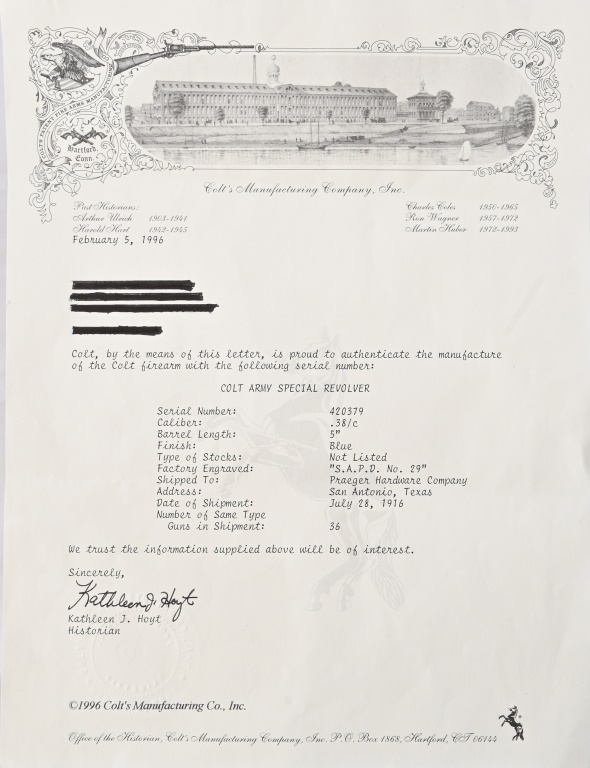 Hartford,
Conn.
Colt's Manufacturing Company, Inc.
Past Historians:
Arthur Ulrich 1903-1941
Harold Hart 1942-1945
Charles Coles 1950-1965
Ron Wagner 1957-1972
Martin Huber 1972-1993
February 5, 1996
Colt, by the means of this letter, is proud to authenticate the manufacture
of the Colt firearm with the following serial number:
COLT ARMY SPECIAL REVOLVER
Serial Number: 420379
Caliber: .38/c
Barrel Length: 5"
Finish: Blue
Type of Stocks: Not Listed
Factory Engraved: "S.A.P.D. No. 29"
Shipped To: Praeger Hardware Company
Address: San Antonio, Texas
Date of Shipment: July 28, 1916
Number of Same Type
Guns in Shipment: 36
We trust the information supplied above will be of interest.
Sincerely,
Kathleen J. Hoyt
Kathleen J. Hoyt
Historian
©1996 Colt's Manufacturing Co., Inc.
Office of the Historian, Colt's Manufacturing Company, Inc. P.O. Box 1868, Hartford, CT 06144